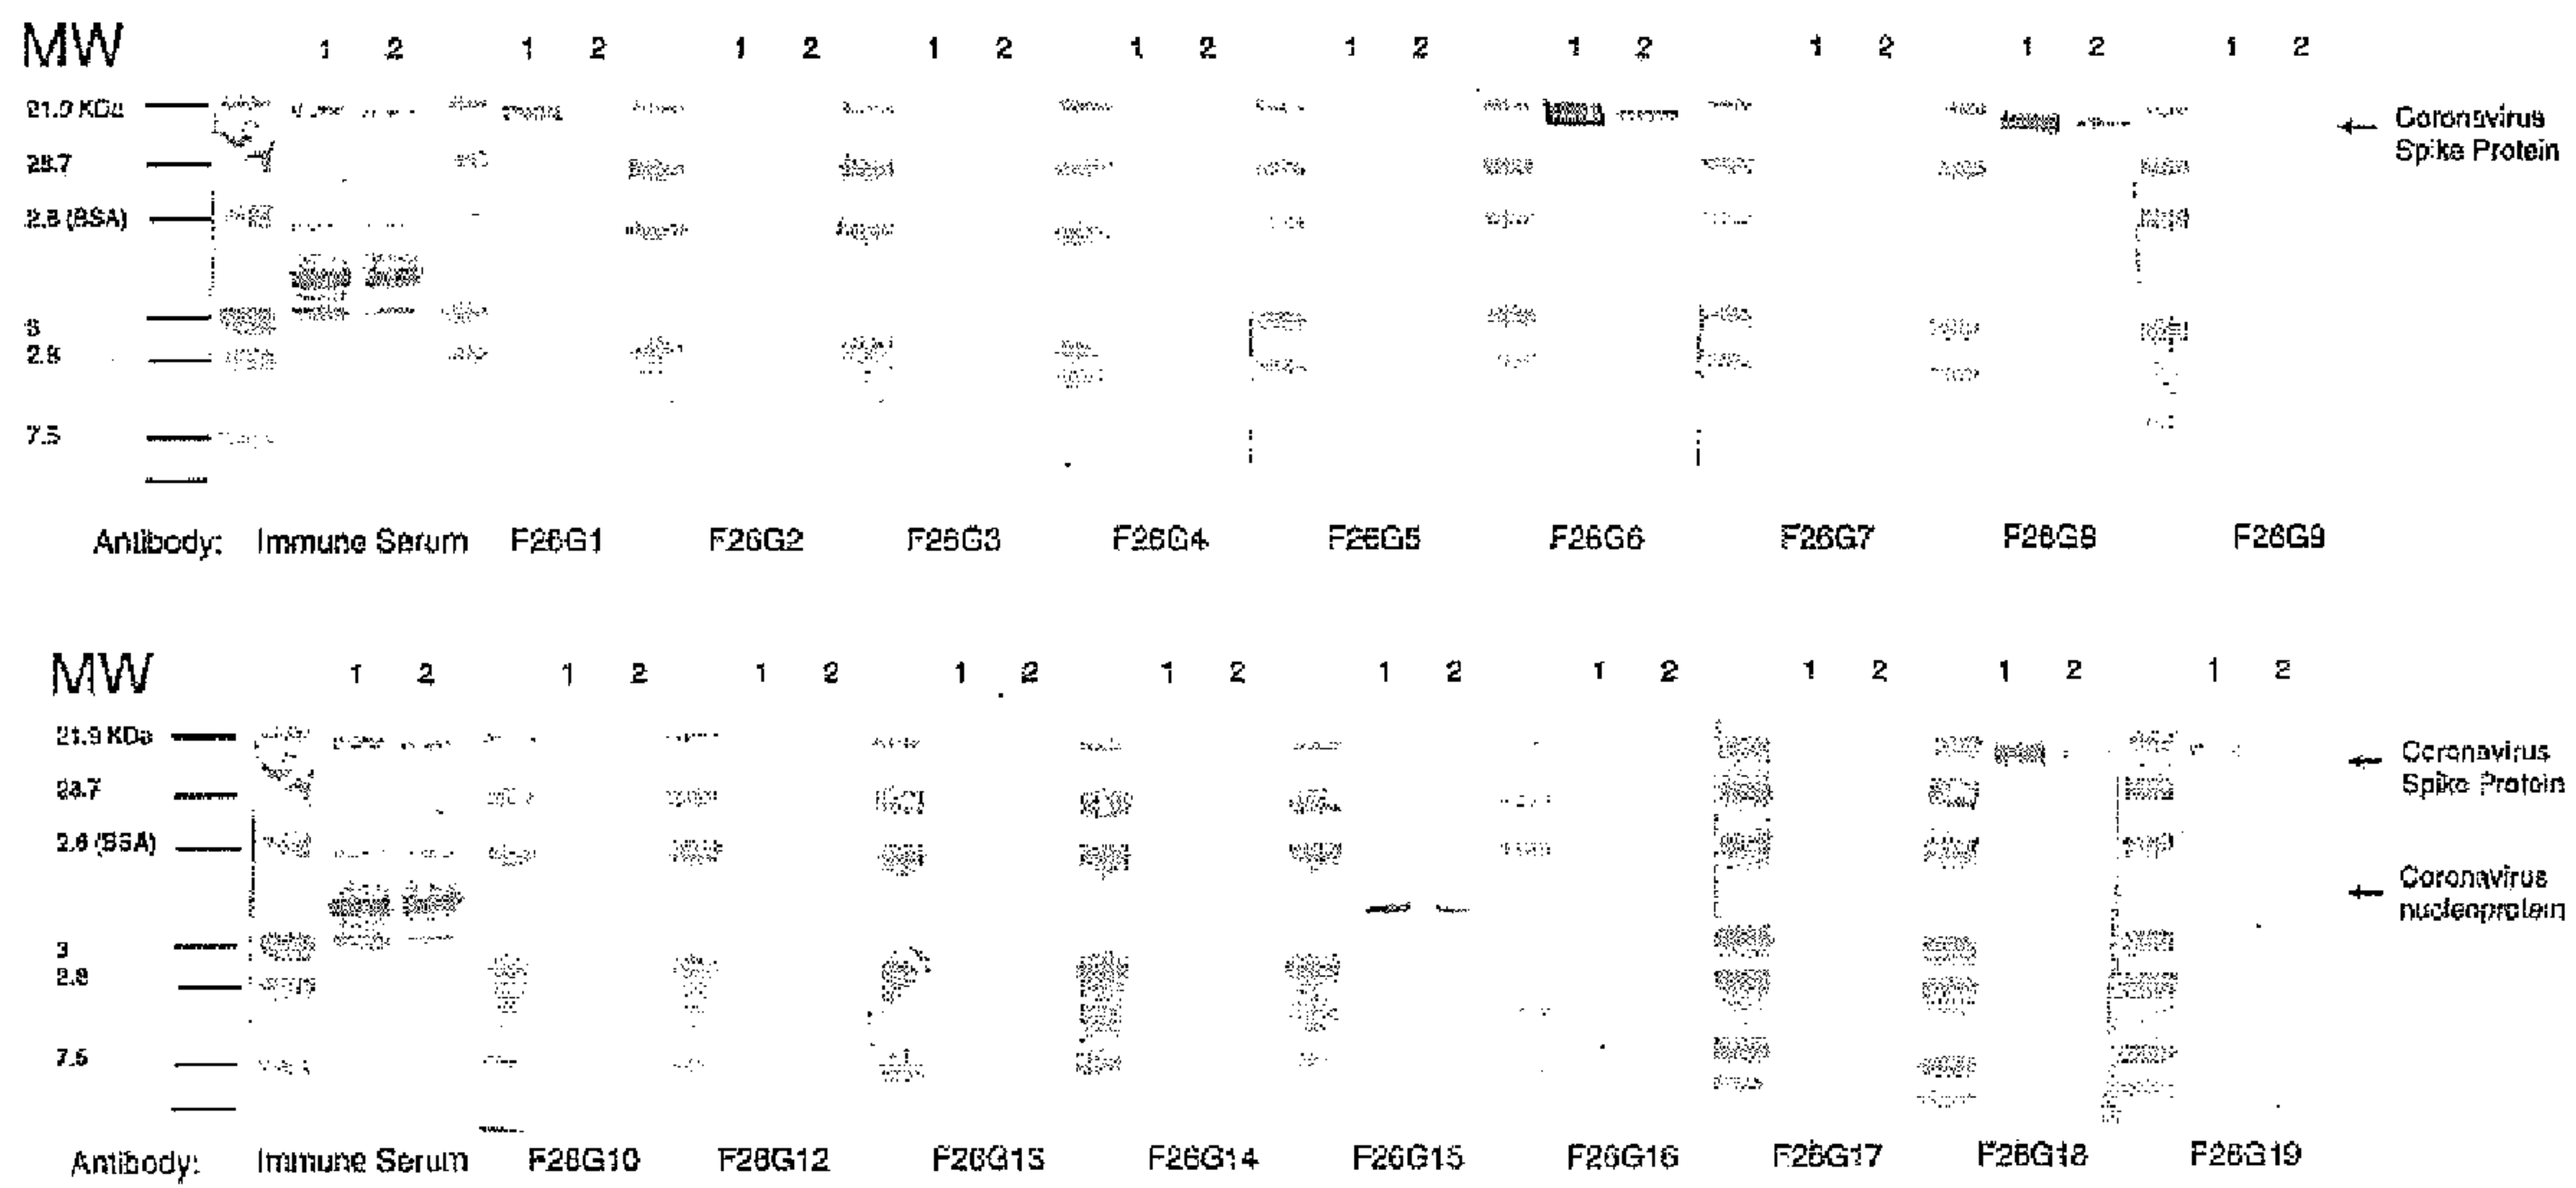 MW 1 2 1 2 1 2 1 2 1 2 1 2 1 2 1 2 1 2 1 2
21.9 KDa
28.7
2.8 (BSA)
2.9
7.5
Coronavirus
Spike Protein
Antibody: Immune Serum F26G1 F26G2 F26G3 F26G4 F26G5 F26G6 F26G7 F26G8 F26G9
MW 1 2 1 2 1 2 1 2 1 2 1 2 1 2 1 2 1 2 1 2
21.9 KDa
28.7
2.6 (BSA)
3
2.8
7.5
Coronavirus
Spike Protein
Coronavirus
nucleoprotein
Antibody: Immune Serum F26G10 F26G12 F26G13 F26G14 F26G15 F26G16 F26G17 F26G18 F26G19